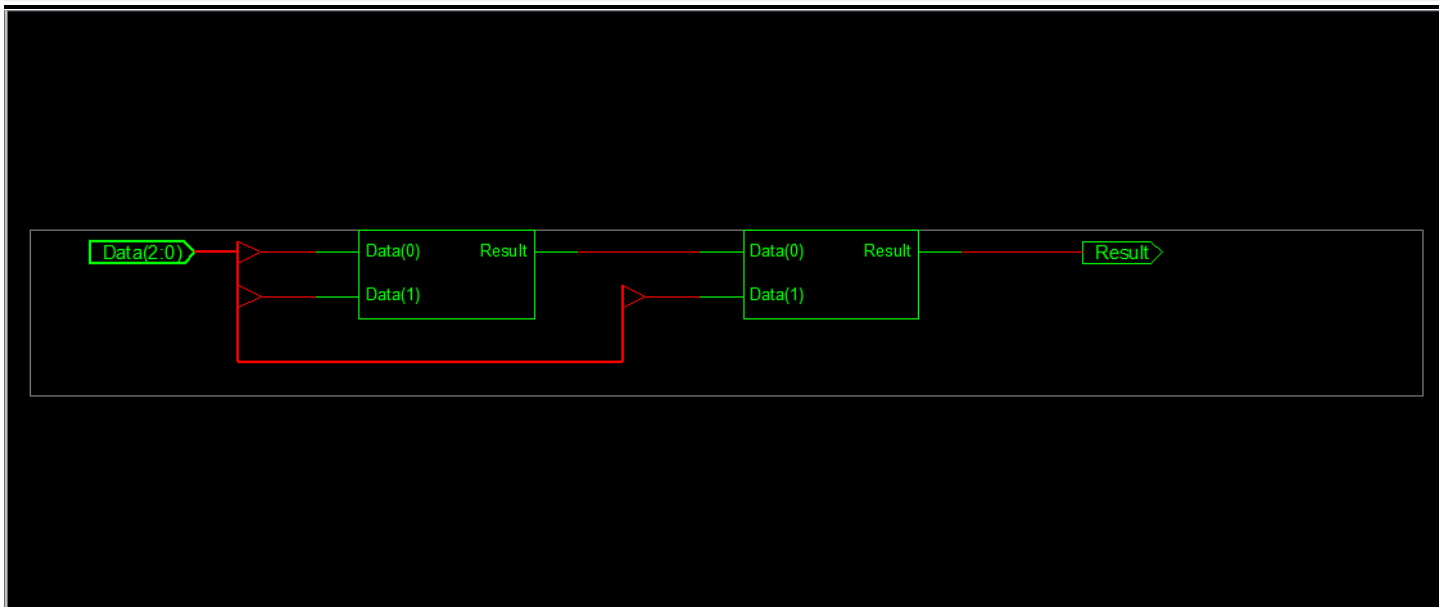 Data(2:0)
Data(0)
Result
Data(0)
Result
Result
Data(1)
Data(1)